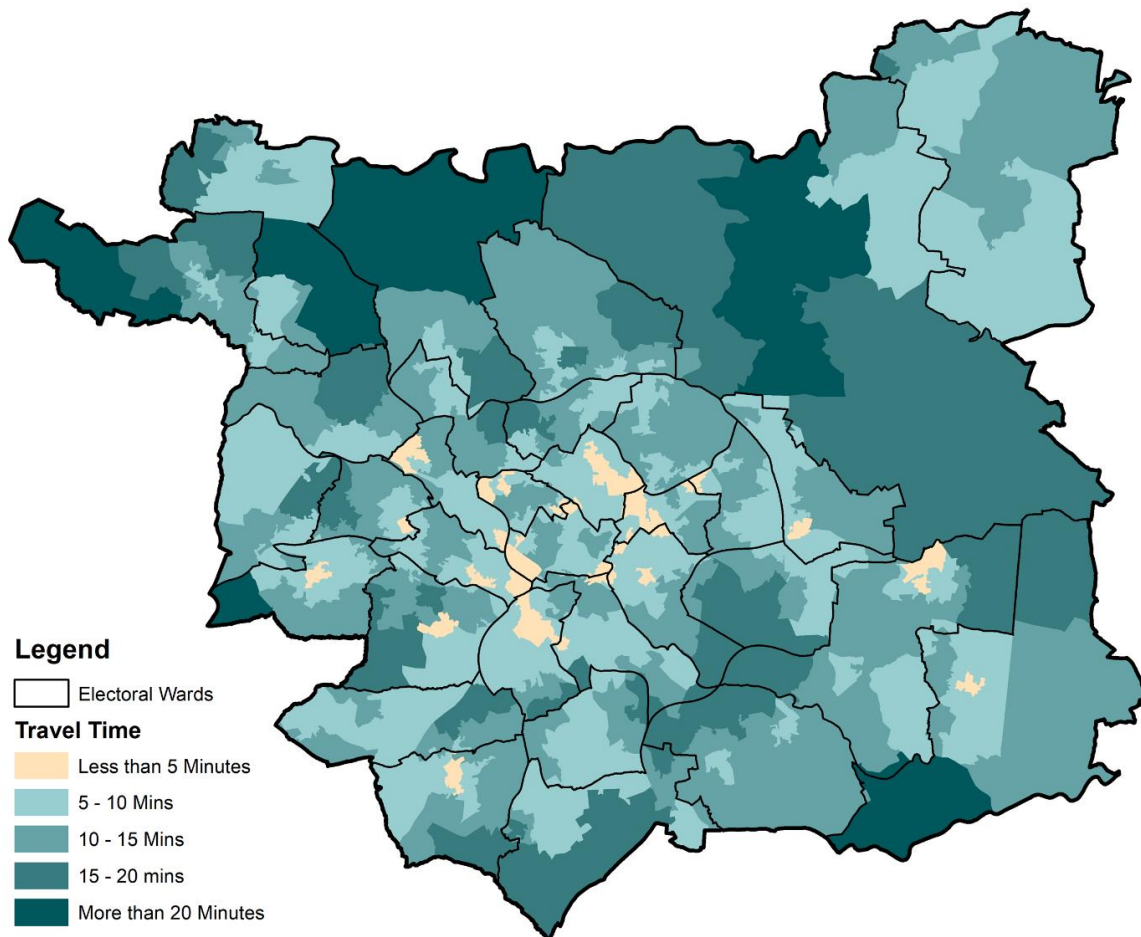 Legend
Electoral Wards
Travel Time
Less than 5 Minutes
5 - 10 Mins
10 - 15 Mins
15 - 20 mins
More than 20 Minutes